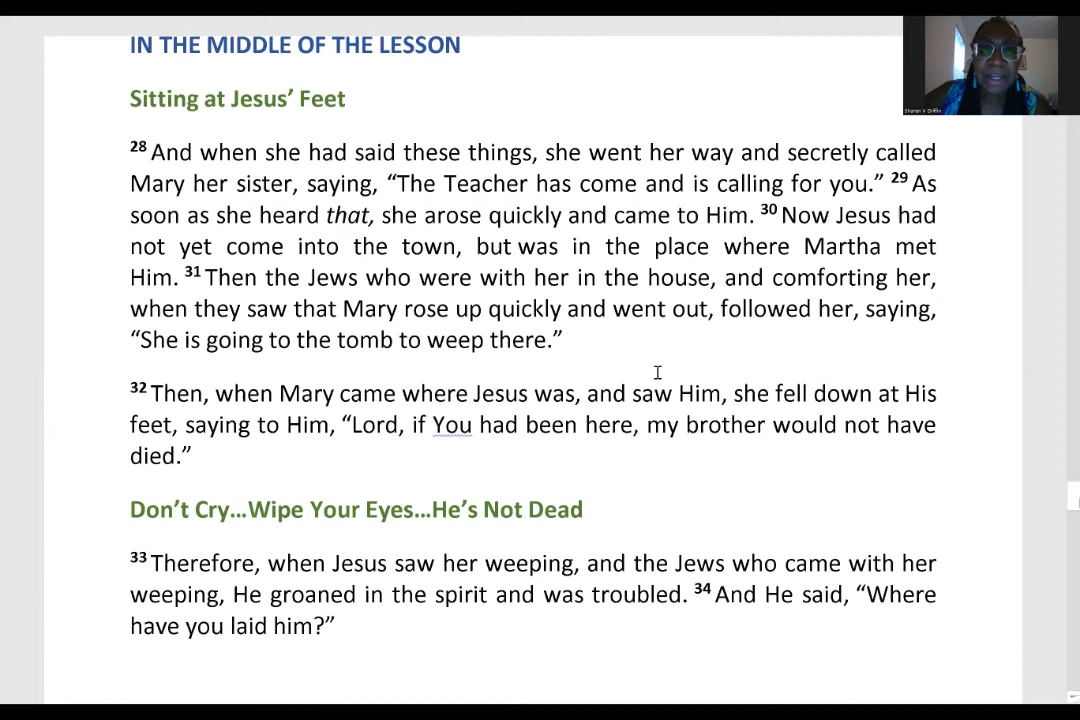 IN THE MIDDLE OF THE LESSON
Sitting at Jesus’ Feet
28 And when she had said these things, she went her way and secretly called
Mary her sister, saying, “The Teacher has come and is calling for you.” 29 As
soon as she heard that, she arose quickly and came to Him. 30 Now Jesus had
not yet come into the town, but was in the place where Martha met
Him. 31 Then the Jews who were with her in the house, and comforting her,
when they saw that Mary rose up quickly and went out, followed her, saying,
“She is going to the tomb to weep there.”
32 Then, when Mary came where Jesus was, and saw Him, she fell down at His
feet, saying to Him, “Lord, if You had been here, my brother would not have
died.”
Don’t Cry…Wipe Your Eyes…He’s Not Dead
33 Therefore, when Jesus saw her weeping, and the Jews who came with her
weeping, He groaned in the spirit and was troubled. 34 And He said, “Where
have you laid him?”
Sharon V Griffin